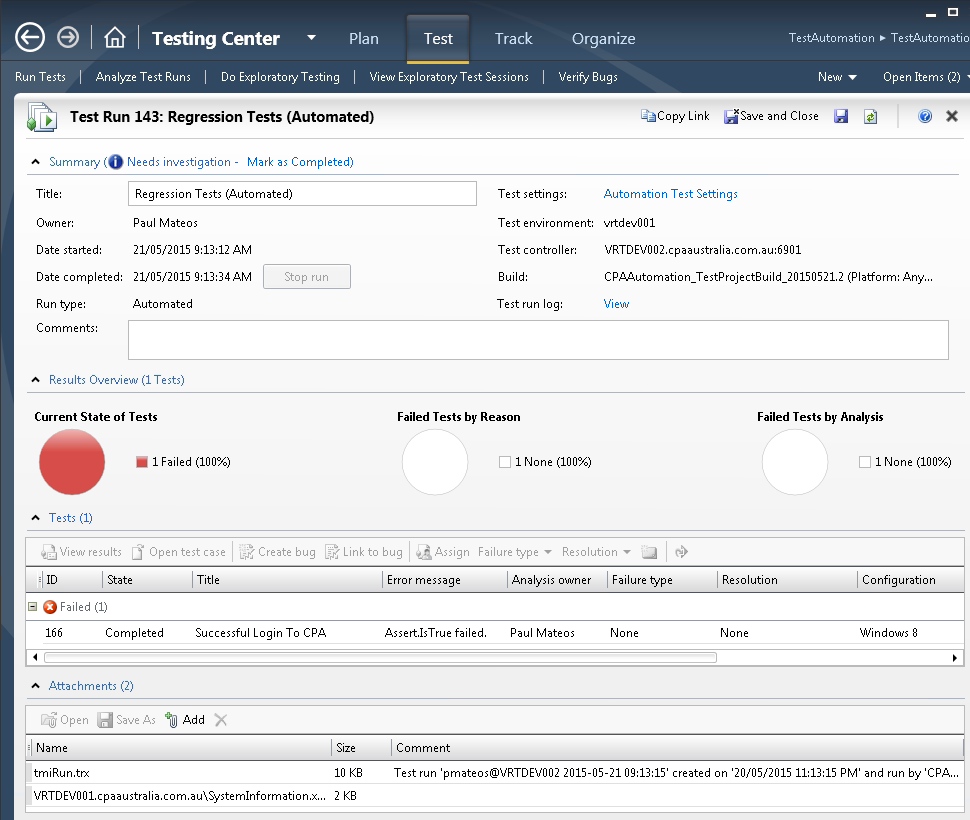 Testing Center Plan Test Track Organize TestAutomation TestAutomatio
Run Tests Analyze Test Runs Do Exploratory Testing View Exploratory Test Sessions Verify Bugs New Open Items (2)
Test Run 143: Regression Tests (Automated) Copy Link Save and Close
Summary ( Needs investigation - Mark as Completed)
Title: Regression Tests (Automated) Test settings: Automation Test Settings
Owner: Paul Mateos Test environment: vrtdev001
Date started: 21/05/2015 9:13:12 AM Test controller: VRTDEV002.cpaaustralia.com.au:6901
Date completed: 21/05/2015 9:13:34 AM Stop run Build: CPAAutomation_TestProjectBuild_20150521.2 (Platform: Any...
Run type: Automated Test run log: View
Comments:
Results Overview (1 Tests)
Current State of Tests Failed Tests by Reason Failed Tests by Analysis
1 Failed (100%) 1 None (100%) 1 None (100%)
Tests (1)
View results Open test case Create bug Link to bug Assign Failure type Resolution
ID State Title Error message Analysis owner Failure type Resolution Configuration
Failed (1)
166 Completed Successful Login To CPA Assert.IsTrue failed. Paul Mateos None None Windows 8
Attachments (2)
Open Save As Add
Name Size Comment
tmiRun.trx 10 KB Test run 'pmateos@VRTDEV002 2015-05-21 09:13:15' created on '20/05/2015 11:13:15 PM' and run by 'CPA...
VRTDEV001.cpaaustralia.com.au\SystemInformation.x... 2 KB